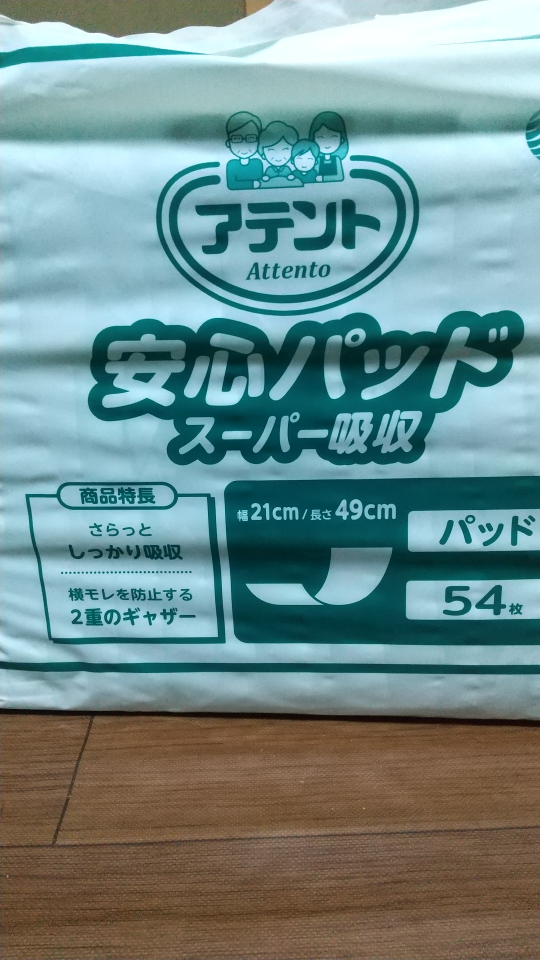 アテント
Attento
安心パッド
スーパー吸収
商品特長
さらっと
しっかり吸収
横モレを防止する
2重のギャザー
幅21cm/長さ49cm
パッド
54枚